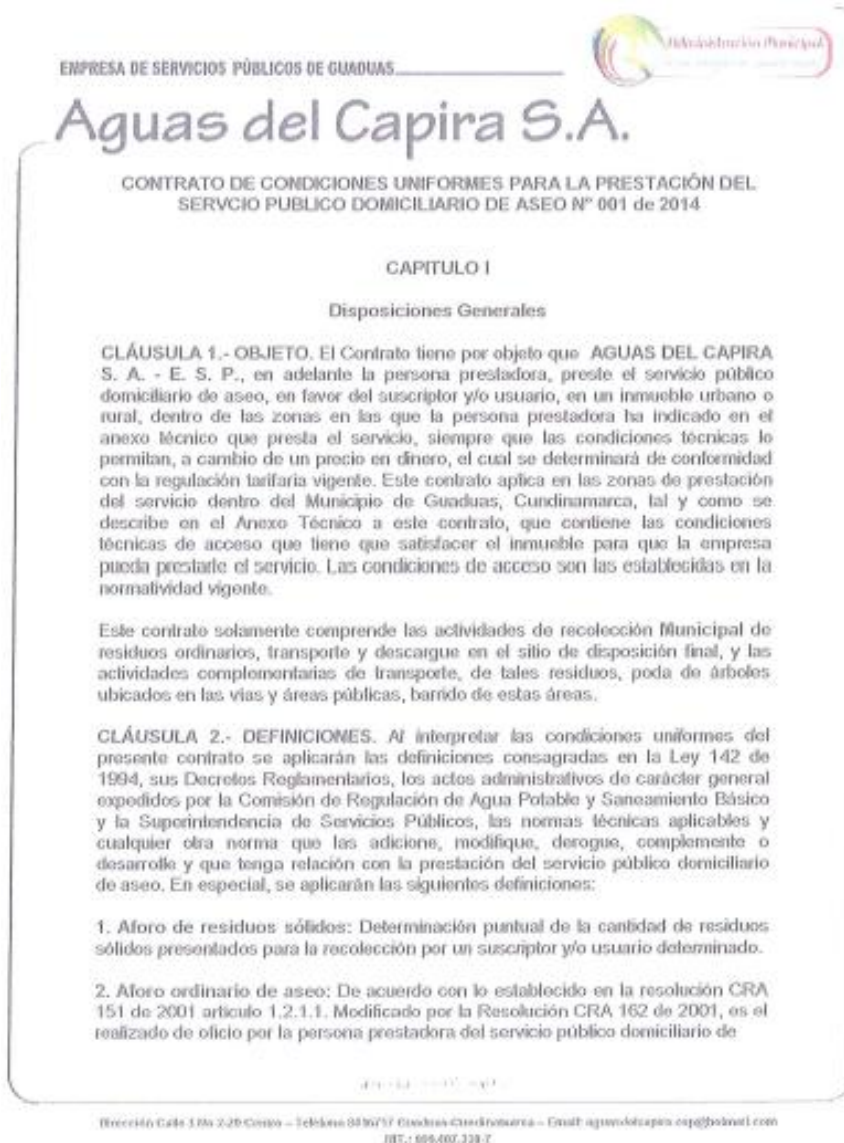 Administración Municipal
EMPRESA DE SERVICIOS PÚBLICOS DE GUADUAS
Aguas del Capira S.A.
CONTRATO DE CONDICIONES UNIFORMES PARA LA PRESTACIÓN DEL
SERVCIO PUBLICO DOMICILIARIO DE ASEO N° 001 de 2014
CAPITULO I
Disposiciones Generales
CLÁUSULA 1.- OBJETO. El Contrato tiene por objeto que AGUAS DEL CAPIRA
S. A. - E. S. P., en adelante la persona prestadora, preste el servicio público
domiciliario de aseo, en favor del suscriptor y/o usuario, en un inmueble urbano o
rural, dentro de las zonas en las que la persona prestadora ha indicado en el
anexo técnico que presta el servicio, siempre que las condiciones técnicas lo
permitan, a cambio de un precio en dinero, el cual se determinará de conformidad
con la regulación tarifaria vigente. Este contrato aplica en las zonas de prestación
del servicio dentro del Municipio de Guaduas, Cundinamarca, tal y como se
describe en el Anexo Técnico a este contrato, que contiene las condiciones
técnicas de acceso que tiene que satisfacer el inmueble para que la empresa
pueda prestarle el servicio. Las condiciones de acceso son las establecidas en la
normatividad vigente.
Este contrato solamente comprende las actividades de recolección Municipal de
residuos ordinarios, transporte y descargue en el sitio de disposición final, y las
actividades complementarias de transporte, de tales residuos, poda de árboles
ubicados en las vías y áreas públicas, barrido de estas áreas.
CLÁUSULA 2.- DEFINICIONES. Al interpretar las condiciones uniformes del
presente contrato se aplicarán las definiciones consagradas en la Ley 142 de
1994, sus Decretos Reglamentarios, los actos administrativos de carácter general
expedidos por la Comisión de Regulación de Agua Potable y Saneamiento Básico
y la Superintendencia de Servicios Públicos, las normas técnicas aplicables y
cualquier otra norma que las adicione, modifique, derogue, complemente o
desarrolle y que tenga relación con la prestación del servicio público domiciliario
de aseo. En especial, se aplicarán las siguientes definiciones:
1. Aforo de residuos sólidos: Determinación puntual de la cantidad de residuos
sólidos presentados para la recolección por un suscriptor y/o usuario determinado.
2. Aforo ordinario de aseo: De acuerdo con lo establecido en la resolución CRA
151 de 2001 articulo 1.2.1.1. Modificado por la Resolución CRA 162 de 2001, es el
realizado de oficio por la persona prestadora del servicio público domiciliario de
Dirección Calle 1 No 2-20 Centro – Teléfono Guaduas Cundinamarca – Email: